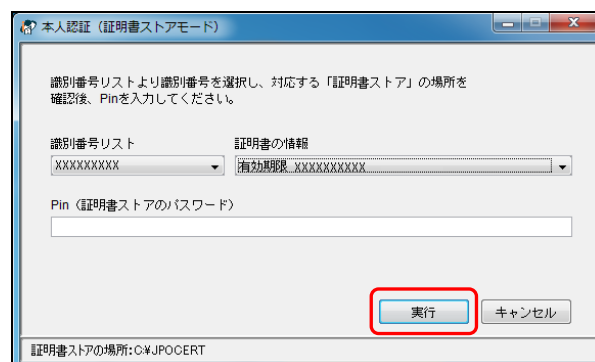 本人認証（証明書ストアモード）
識別番号リストより識別番号を選択し、対応する「証明書ストア」の場所を
確認後、Pinを入力してください。
識別番号リスト 証明書の情報
XXXXXXXXX 有効期限 XXXXXXXXXX
Pin（証明書ストアのパスワード）
実行 キャンセル
証明書ストアの場所:C:¥JPOCERT